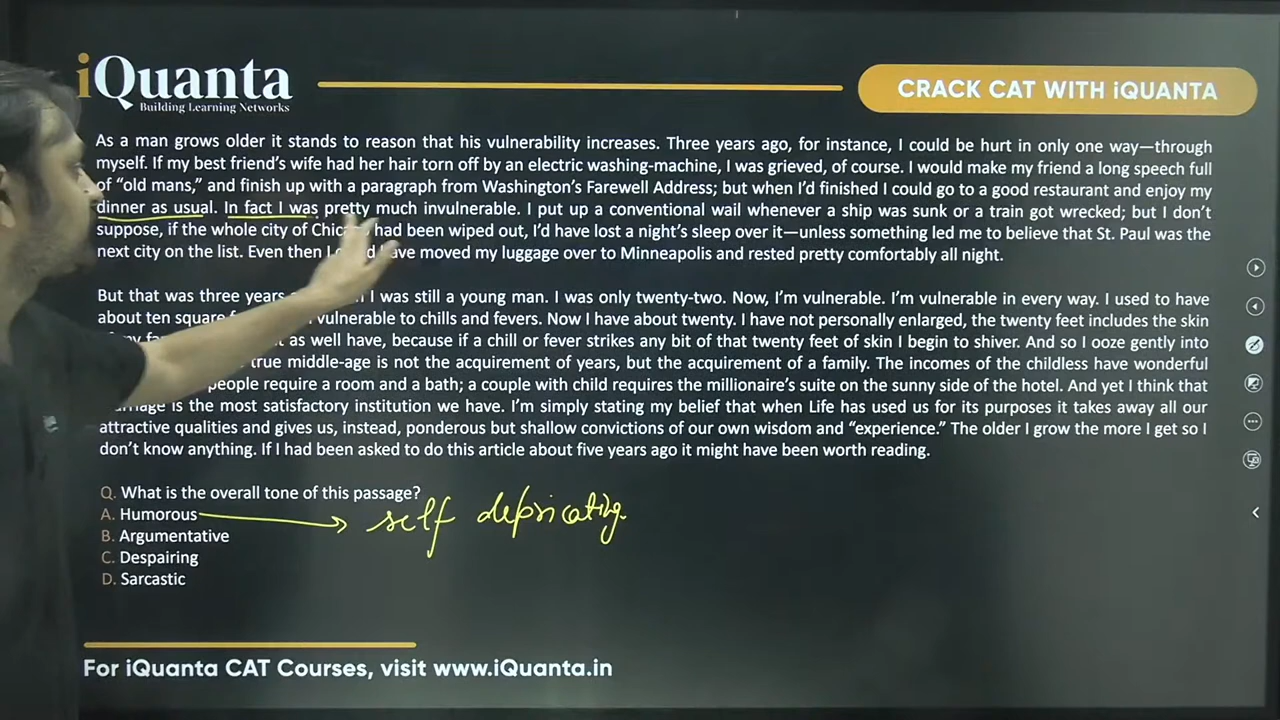 iQuanta
Building Learning Networks
CRACK CAT WITH iQUANTA
As a man grows older it stands to reason that his vulnerability increases. Three years ago, for instance, I could be hurt in only one way—through
myself. If my best friend's wife had her hair torn off by an electric washing-machine, I was grieved, of course. I would make my friend a long speech full
of "old mans," and finish up with a paragraph from Washington's Farewell Address; but when I'd finished I could go to a good restaurant and enjoy my
dinner as usual. In fact I was pretty much invulnerable. I put up a conventional wail whenever a ship was sunk or a train got wrecked; but I don't
suppose, if the whole city of Chicago had been wiped out, I'd have lost a night's sleep over it—unless something led me to believe that St. Paul was the
next city on the list. Even then I could have moved my luggage over to Minneapolis and rested pretty comfortably all night.
But that was three years I was still a young man. I was only twenty-two. Now, I'm vulnerable. I'm vulnerable in every way. I used to have
about ten square vulnerable to chills and fevers. Now I have about twenty. I have not personally enlarged, the twenty feet includes the skin
as well have, because if a chill or fever strikes any bit of that twenty feet of skin I begin to shiver. And so I ooze gently into
true middle-age is not the acquirement of years, but the acquirement of a family. The incomes of the childless have wonderful
people require a room and a bath; a couple with child requires the millionaire's suite on the sunny side of the hotel. And yet I think that
marriage is the most satisfactory institution we have. I'm simply stating my belief that when Life has used us for its purposes it takes away all our
attractive qualities and gives us, instead, ponderous but shallow convictions of our own wisdom and "experience." The older I grow the more I get so I
don't know anything. If I had been asked to do this article about five years ago it might have been worth reading.
Q. What is the overall tone of this passage?
A. Humorous self depricating.
B. Argumentative
C. Despairing
D. Sarcastic
For iQuanta CAT Courses, visit www.iQuanta.in